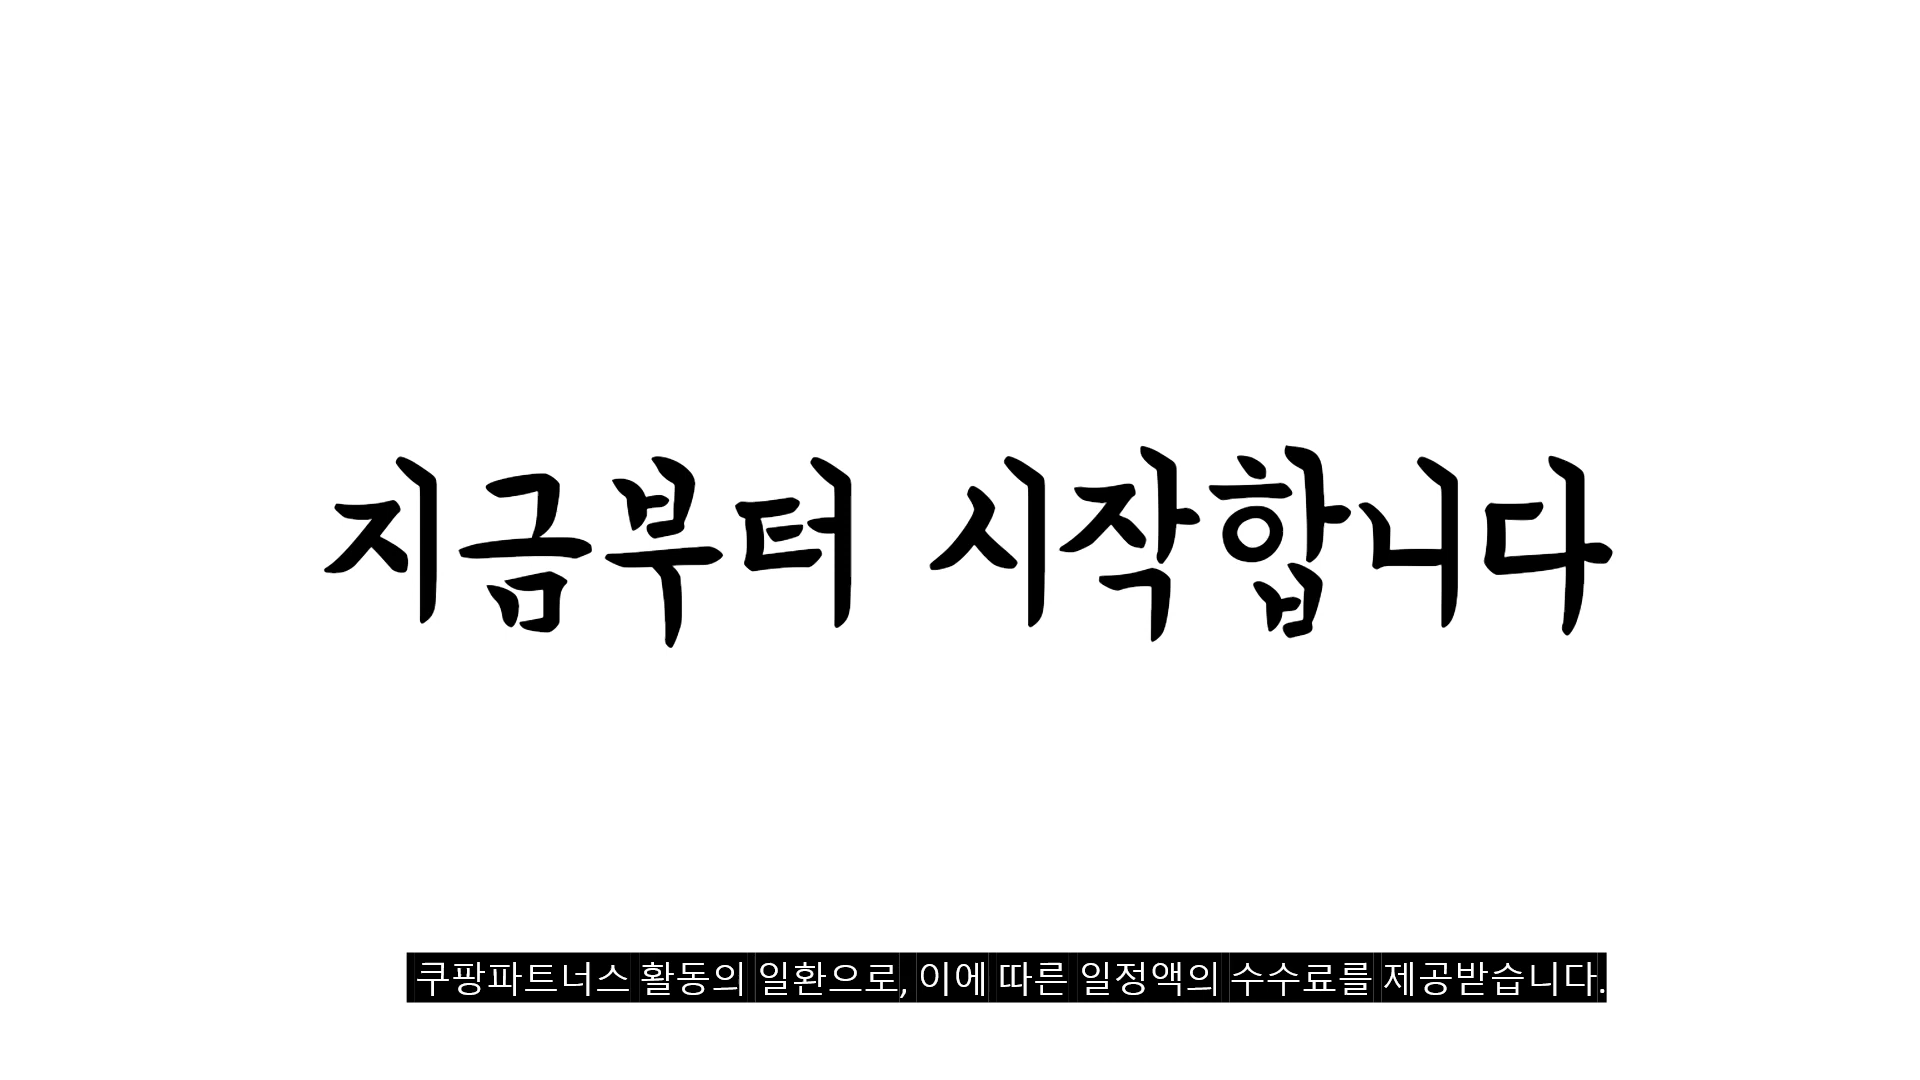 지금부터 시작합니다
쿠팡파트너스 활동의 일환으로, 이에 따른 일정액의 수수료를 제공받습니다.